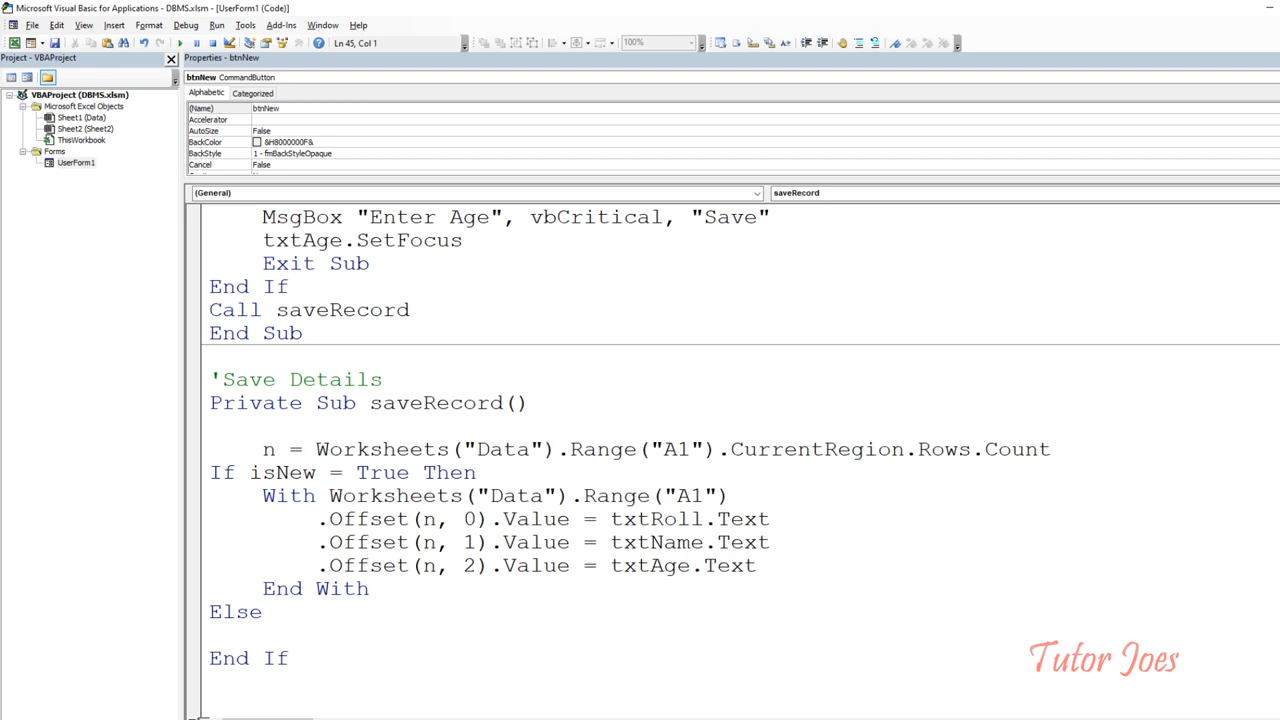 Microsoft Visual Basic for Applications - DBMS.xlsm - [UserForm1 (Code)]
File Edit View Insert Format Debug Run Tools Add-Ins Window Help
Ln 45, Col 1
100%
Project - VBAProject
Properties - btnNew
btnNew CommandButton
Alphabetic Categorized
VBAProject (DBMS.xlsm)
Microsoft Excel Objects
Sheet1 (Data)
Sheet2 (Sheet2)
ThisWorkbook
Forms
UserForm1
(Name) btnNew
Accelerator
AutoSize False
BackColor &H8000000F&
BackStyle 1 - fmBackStyleOpaque
Cancel False
(General) saveRecord
MsgBox "Enter Age", vbCritical, "Save"
txtAge.SetFocus
Exit Sub
End If
Call saveRecord
End Sub
'Save Details
Private Sub saveRecord()
n = Worksheets("Data").Range("A1").CurrentRegion.Rows.Count
If isNew = True Then
With Worksheets("Data").Range("A1")
.Offset(n, 0).Value = txtRoll.Text
.Offset(n, 1).Value = txtName.Text
.Offset(n, 2).Value = txtAge.Text
End With
Else
End If
Tutor Joes